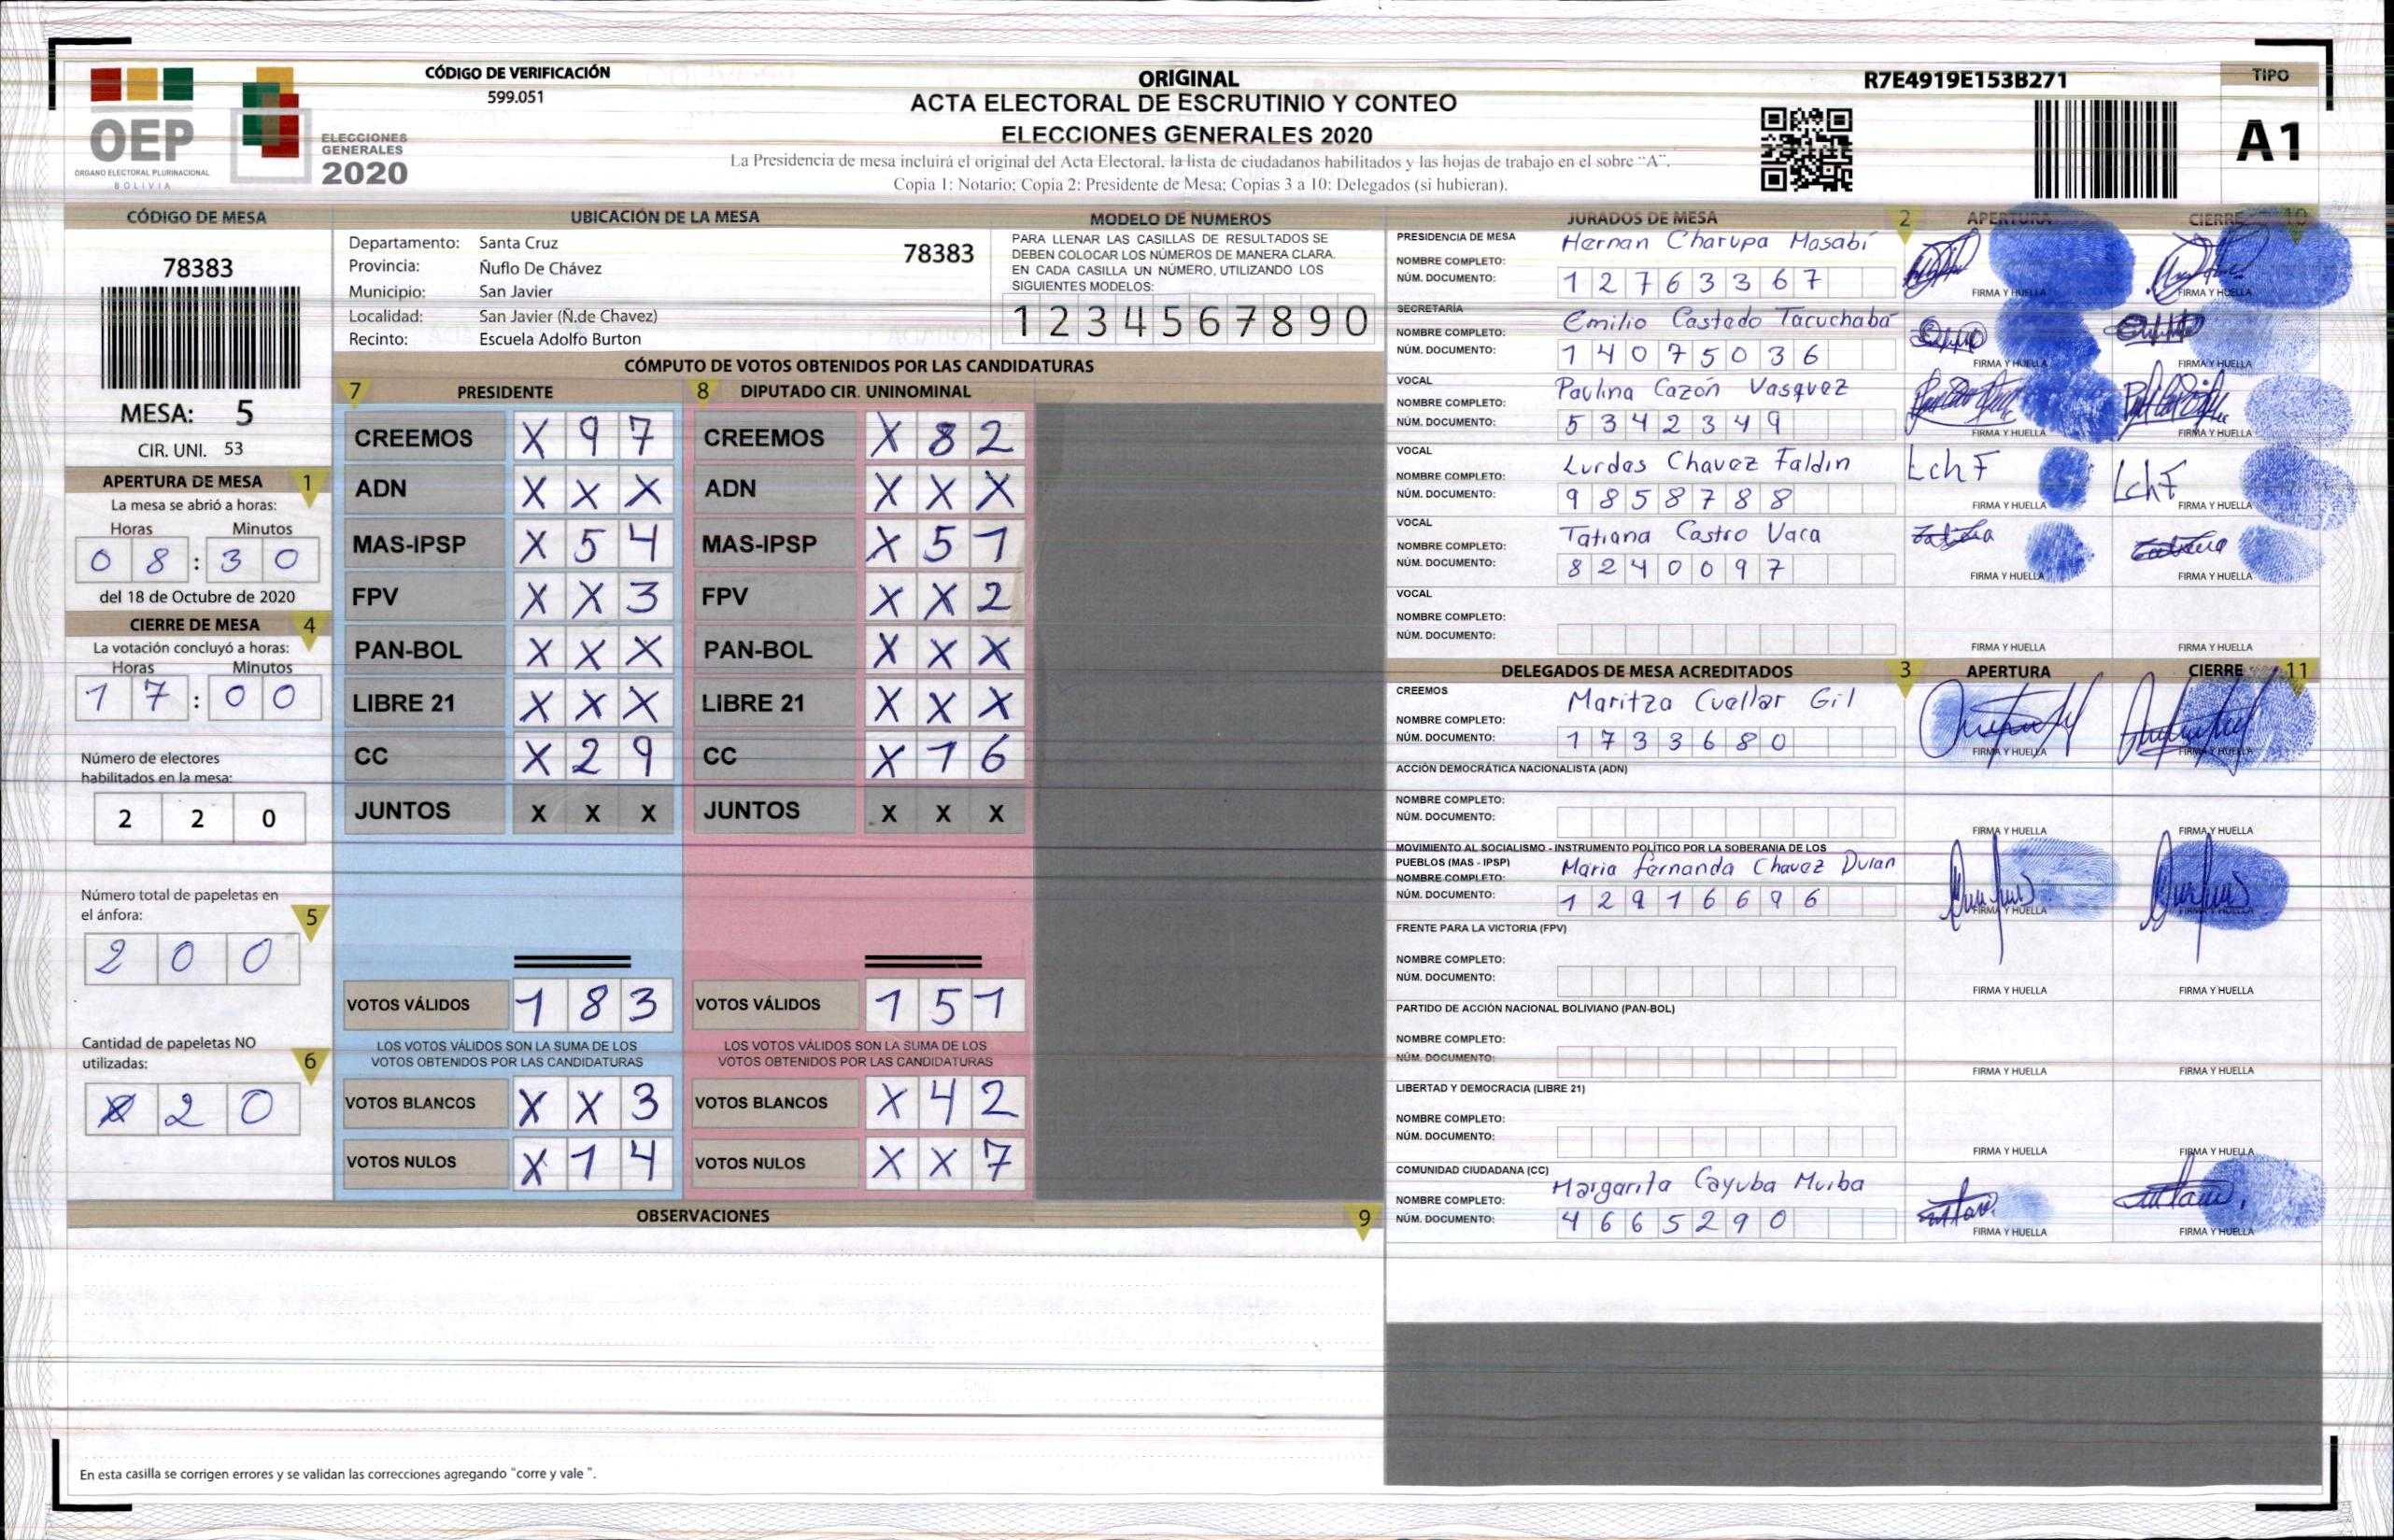 CÓDIGO DE VERIFICACIÓN
599.051
OEP
ÓRGANO ELECTORAL PLURINACIONAL
BOLIVIA
ELECCIONES
GENERALES
2020
ORIGINAL
ACTA ELECTORAL DE ESCRUTINIO Y CONTEO
ELECCIONES GENERALES 2020
La Presidencia de mesa incluirá el original del Acta Electoral, la lista de ciudadanos habilitados y las hojas de trabajo en el sobre "A".
Copia 1: Notario; Copia 2: Presidente de Mesa; Copias 3 a 10: Delegados (si hubieran).
R7E4919E153B271
TIPO
A1
CÓDIGO DE MESA
78383
MESA: 5
CIR. UNI. 53
APERTURA DE MESA 1
La mesa se abrió a horas:
Horas Minutos
0 8 : 3 0
del 18 de Octubre de 2020
CIERRE DE MESA 4
La votación concluyó a horas:
Horas Minutos
1 7 : 0 0
Número de electores
habilitados en la mesa:
2 2 0
Número total de papeletas en
el ánfora: 5
2 0 0
Cantidad de papeletas NO
utilizadas: 6
2 0
UBICACIÓN DE LA MESA
Departamento: Santa Cruz 78383
Provincia: Ñuflo De Chávez
Municipio: San Javier
Localidad: San Javier (Ñ.de Chavez)
Recinto: Escuela Adolfo Burton
MODELO DE NÚMEROS
PARA LLENAR LAS CASILLAS DE RESULTADOS SE
DEBEN COLOCAR LOS NÚMEROS DE MANERA CLARA.
EN CADA CASILLA UN NÚMERO, UTILIZANDO LOS
SIGUIENTES MODELOS:
1 2 3 4 5 6 7 8 9 0
CÓMPUTO DE VOTOS OBTENIDOS POR LAS CANDIDATURAS
7 PRESIDENTE
CREEMOS X 9 7
ADN X X X
MAS-IPSP X 5 4
FPV X X 3
PAN-BOL X X X
LIBRE 21 X X X
CC X 2 9
JUNTOS X X X
VOTOS VÁLIDOS 1 8 3
LOS VOTOS VÁLIDOS SON LA SUMA DE LOS
VOTOS OBTENIDOS POR LAS CANDIDATURAS
VOTOS BLANCOS X X 3
VOTOS NULOS X 1 4
8 DIPUTADO CIR. UNINOMINAL
CREEMOS X 8 2
ADN X X X
MAS-IPSP X 5 1
FPV X X 2
PAN-BOL X X X
LIBRE 21 X X X
CC X 1 6
JUNTOS X X X
VOTOS VÁLIDOS 1 5 1
LOS VOTOS VÁLIDOS SON LA SUMA DE LOS
VOTOS OBTENIDOS POR LAS CANDIDATURAS
VOTOS BLANCOS X 4 2
VOTOS NULOS X X 7
OBSERVACIONES 9
En esta casilla se corrigen errores y se validan las correcciones agregando "corre y vale ".
JURADOS DE MESA 2 APERTURA CIERRE 10
PRESIDENCIA DE MESA
NOMBRE COMPLETO: Hernan Charupa Masabí
NÚM. DOCUMENTO: 1 2 7 6 3 3 6 7
FIRMA Y HUELLA FIRMA Y HUELLA
SECRETARÍA
NOMBRE COMPLETO: Emilio Castedo Tacuchabá
NÚM. DOCUMENTO: 1 4 0 7 5 0 3 6
FIRMA Y HUELLA FIRMA Y HUELLA
VOCAL
NOMBRE COMPLETO: Paulina Cazón Vasquez
NÚM. DOCUMENTO: 5 3 4 2 3 4 9
FIRMA Y HUELLA FIRMA Y HUELLA
VOCAL
NOMBRE COMPLETO: Lurdes Chavez Faldin
NÚM. DOCUMENTO: 9 8 5 8 7 8 8
Lch F LchF
FIRMA Y HUELLA FIRMA Y HUELLA
VOCAL
NOMBRE COMPLETO: Tatiana Castro Vaca
NÚM. DOCUMENTO: 8 2 4 0 0 9 7
FIRMA Y HUELLA FIRMA Y HUELLA
VOCAL
NOMBRE COMPLETO:
NÚM. DOCUMENTO:
FIRMA Y HUELLA FIRMA Y HUELLA
DELEGADOS DE MESA ACREDITADOS 3 APERTURA CIERRE 11
CREEMOS
NOMBRE COMPLETO: Maritza Cuellar Gil
NÚM. DOCUMENTO: 1 7 3 3 6 8 0
FIRMA Y HUELLA FIRMA Y HUELLA
ACCIÓN DEMOCRÁTICA NACIONALISTA (ADN)
NOMBRE COMPLETO:
NÚM. DOCUMENTO:
FIRMA Y HUELLA FIRMA Y HUELLA
MOVIMIENTO AL SOCIALISMO - INSTRUMENTO POLÍTICO POR LA SOBERANIA DE LOS
PUEBLOS (MAS - IPSP)
NOMBRE COMPLETO: Maria fernanda Chavez Duran
NÚM. DOCUMENTO: 1 2 9 1 6 6 9 6
FIRMA Y HUELLA FIRMA Y HUELLA
FRENTE PARA LA VICTORIA (FPV)
NOMBRE COMPLETO:
NÚM. DOCUMENTO:
FIRMA Y HUELLA FIRMA Y HUELLA
PARTIDO DE ACCIÓN NACIONAL BOLIVIANO (PAN-BOL)
NOMBRE COMPLETO:
NÚM. DOCUMENTO:
FIRMA Y HUELLA FIRMA Y HUELLA
LIBERTAD Y DEMOCRACIA (LIBRE 21)
NOMBRE COMPLETO:
NÚM. DOCUMENTO:
FIRMA Y HUELLA FIRMA Y HUELLA
COMUNIDAD CIUDADANA (CC)
NOMBRE COMPLETO: Margarita Cayuba Muiba
NÚM. DOCUMENTO: 4 6 6 5 2 9 0
FIRMA Y HUELLA FIRMA Y HUELLA